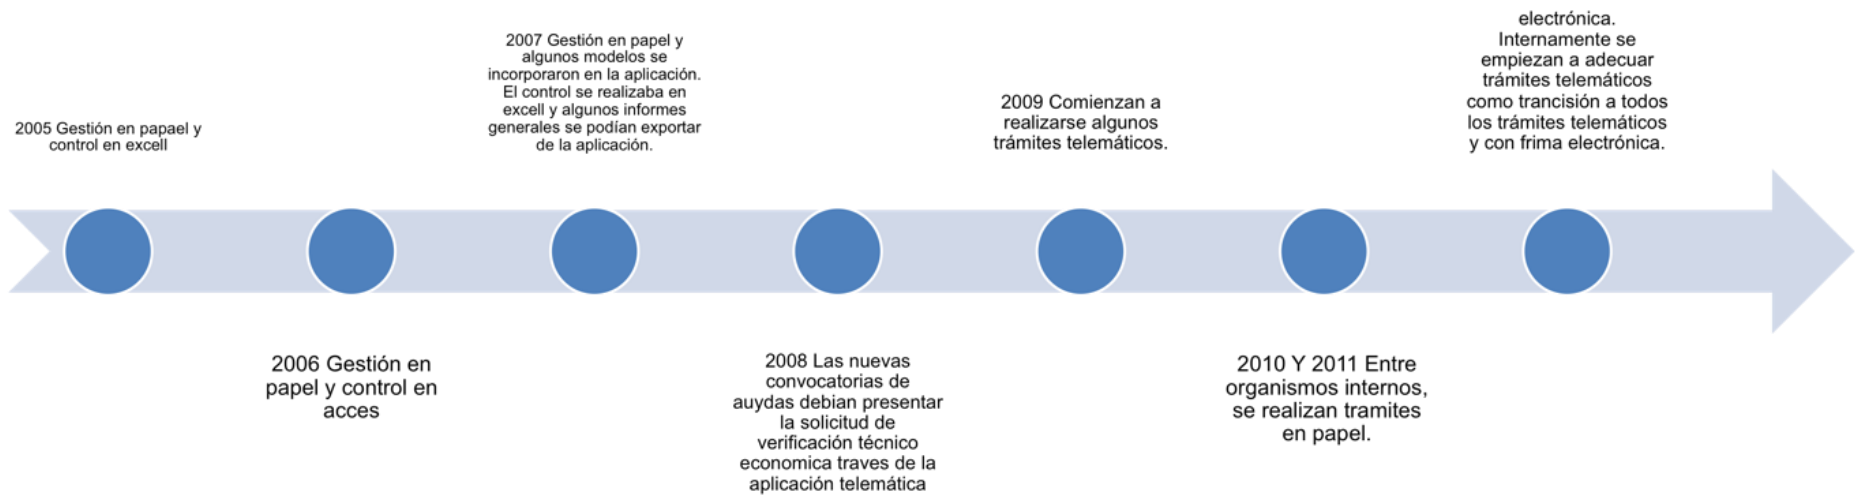 2005 Gestión en papael y
control en excell
2006 Gestión en
papel y control en
acces
2007 Gestión en papel y
algunos modelos se
incorporaron en la aplicación.
El control se realizaba en
excell y algunos informes
generales se podían exportar
de la aplicación.
2008 Las nuevas
convocatorias de
auydas debian presentar
la solicitud de
verificación técnico
economica traves de la
aplicación telemática
2009 Comienzan a
realizarse algunos
trámites telemáticos.
2010 Y 2011 Entre
organismos internos,
se realizan tramites
en papel.
electrónica.
Internamente se
empiezan a adecuar
trámites telemáticos
como trancisión a todos
los trámites telemáticos
y con frima electrónica.